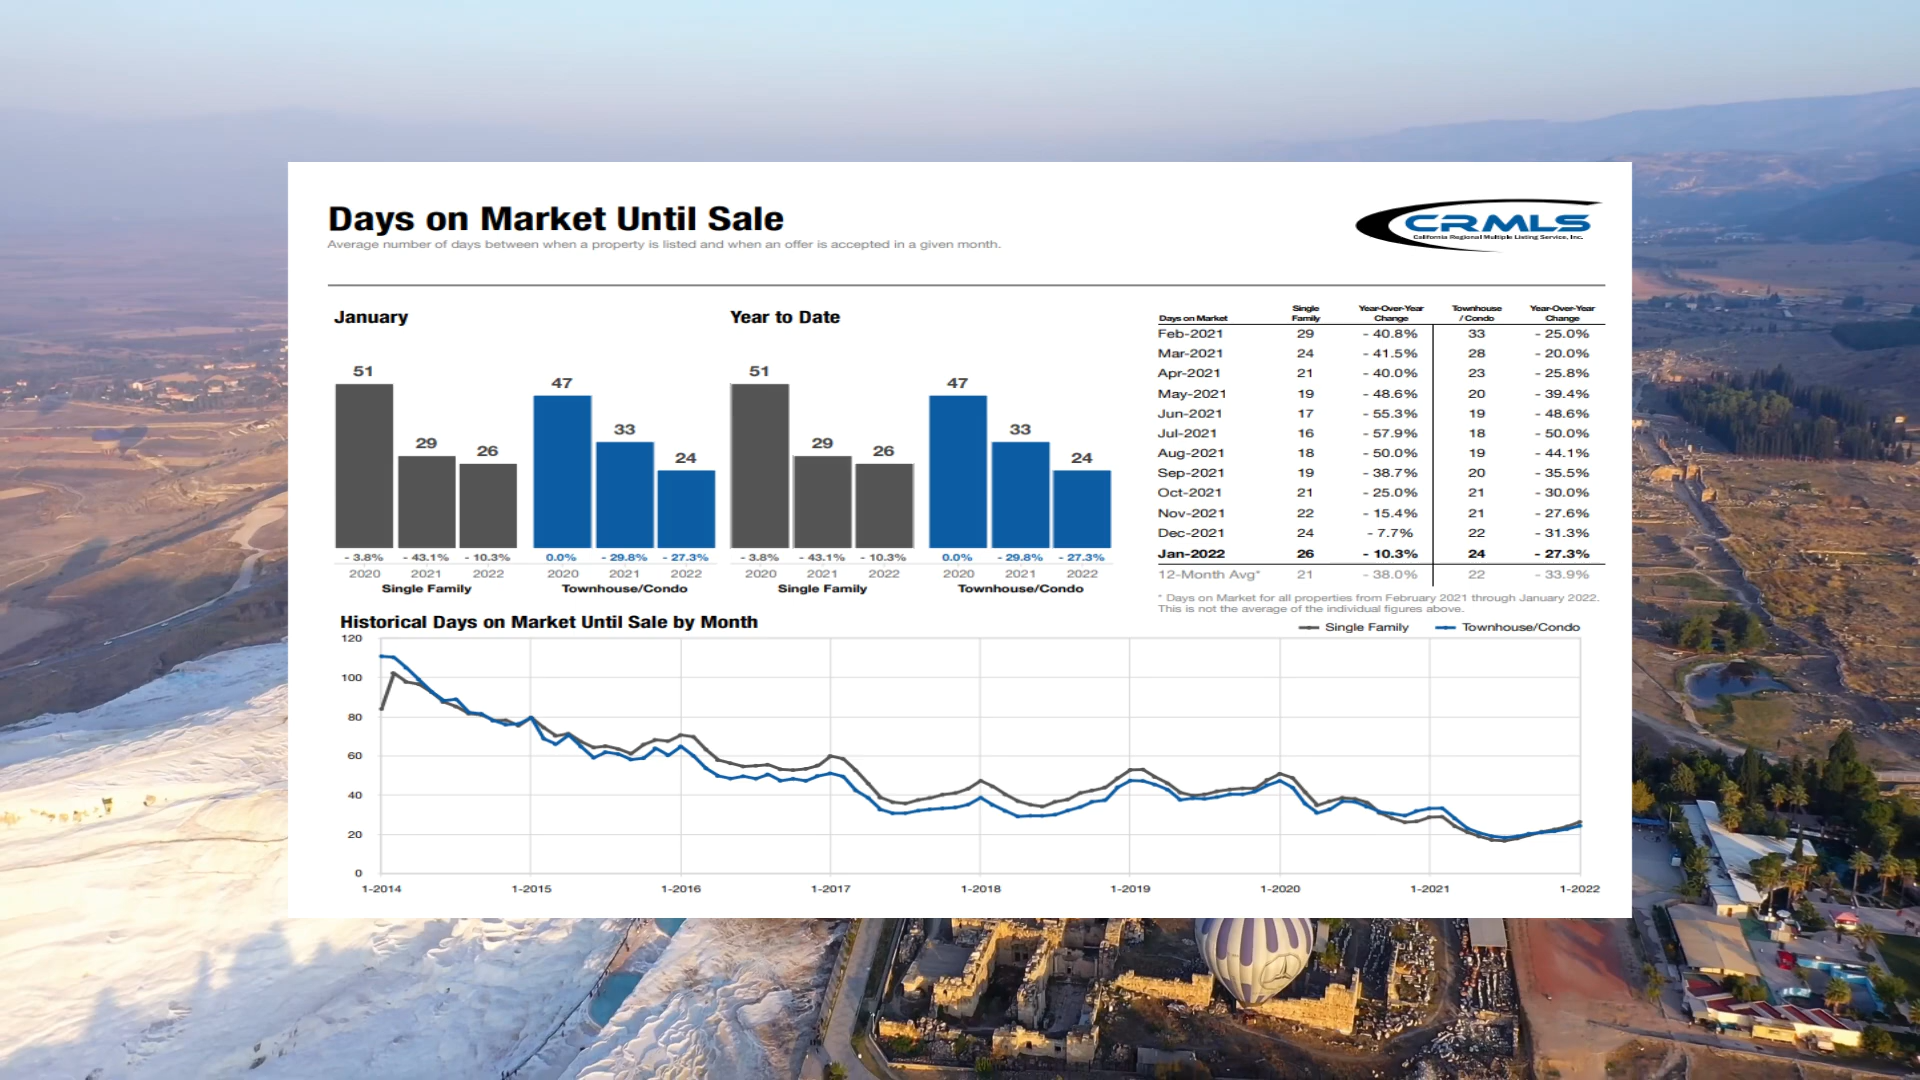 Days on Market Until Sale
Average number of days between when a property is listed and when an offer is accepted in a given month.
CRMLS
California Regional Multiple Listing Service, Inc.
January
51
29
26
47
33
24
- 3.8% - 43.1% - 10.3% 0.0% - 29.8% - 27.3%
2020 2021 2022 2020 2021 2022
Single Family Townhouse/Condo
Year to Date
51
29
26
47
33
24
- 3.8% - 43.1% - 10.3% 0.0% - 29.8% - 27.3%
2020 2021 2022 2020 2021 2022
Single Family Townhouse/Condo
Days on Market Single Family Year-Over-Year Change Townhouse / Condo Year-Over-Year Change
Feb-2021 29 - 40.8% 33 - 25.0%
Mar-2021 24 - 41.5% 28 - 20.0%
Apr-2021 21 - 40.0% 23 - 25.8%
May-2021 19 - 48.6% 20 - 39.4%
Jun-2021 17 - 55.3% 19 - 48.6%
Jul-2021 16 - 57.9% 18 - 50.0%
Aug-2021 18 - 50.0% 19 - 44.1%
Sep-2021 19 - 38.7% 20 - 35.5%
Oct-2021 21 - 25.0% 21 - 30.0%
Nov-2021 22 - 15.4% 21 - 27.6%
Dec-2021 24 - 7.7% 22 - 31.3%
Jan-2022 26 - 10.3% 24 - 27.3%
12-Month Avg* 21 - 38.0% 22 - 33.9%
* Days on Market for all properties from February 2021 through January 2022.
This is not the average of the individual figures above.
Historical Days on Market Until Sale by Month
Single Family Townhouse/Condo
120
100
80
60
40
20
0
1-2014 1-2015 1-2016 1-2017 1-2018 1-2019 1-2020 1-2021 1-2022